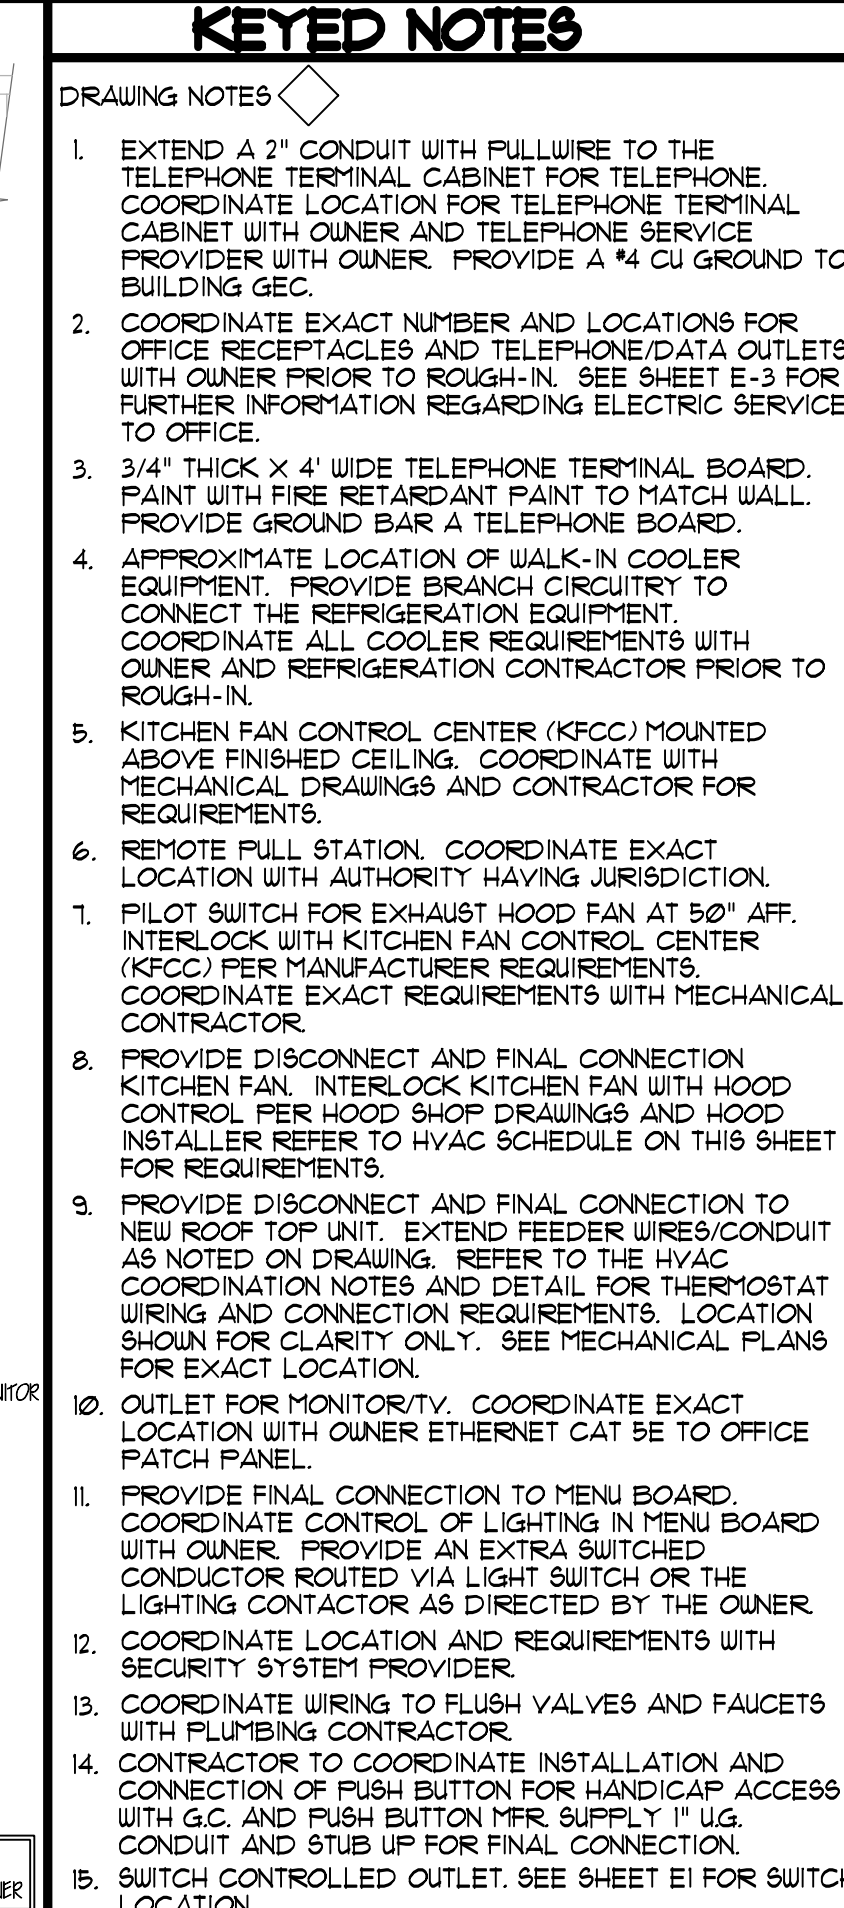 KEYED NOTES
DRAWING NOTES
1. EXTEND A 2" CONDUIT WITH PULLWIRE TO THE
TELEPHONE TERMINAL CABINET FOR TELEPHONE.
COORDINATE LOCATION FOR TELEPHONE TERMINAL
CABINET WITH OWNER AND TELEPHONE SERVICE
PROVIDER WITH OWNER. PROVIDE A #4 CU GROUND TO
BUILDING GEC.
2. COORDINATE EXACT NUMBER AND LOCATIONS FOR
OFFICE RECEPTACLES AND TELEPHONE/DATA OUTLETS
WITH OWNER PRIOR TO ROUGH-IN. SEE SHEET E-3 FOR
FURTHER INFORMATION REGARDING ELECTRIC SERVICE
TO OFFICE.
3. 3/4" THICK X 4' WIDE TELEPHONE TERMINAL BOARD.
PAINT WITH FIRE RETARDANT PAINT TO MATCH WALL.
PROVIDE GROUND BAR A TELEPHONE BOARD.
4. APPROXIMATE LOCATION OF WALK-IN COOLER
EQUIPMENT. PROVIDE BRANCH CIRCUITRY TO
CONNECT THE REFRIGERATION EQUIPMENT.
COORDINATE ALL COOLER REQUIREMENTS WITH
OWNER AND REFRIGERATION CONTRACTOR PRIOR TO
ROUGH-IN.
5. KITCHEN FAN CONTROL CENTER (KFCC) MOUNTED
ABOVE FINISHED CEILING. COORDINATE WITH
MECHANICAL DRAWINGS AND CONTRACTOR FOR
REQUIREMENTS.
6. REMOTE PULL STATION. COORDINATE EXACT
LOCATION WITH AUTHORITY HAVING JURISDICTION.
7. PILOT SWITCH FOR EXHAUST HOOD FAN AT 50" AFF.
INTERLOCK WITH KITCHEN FAN CONTROL CENTER
(KFCC) PER MANUFACTURER REQUIREMENTS.
COORDINATE EXACT REQUIREMENTS WITH MECHANICAL
CONTRACTOR.
8. PROVIDE DISCONNECT AND FINAL CONNECTION
KITCHEN FAN. INTERLOCK KITCHEN FAN WITH HOOD
CONTROL PER HOOD SHOP DRAWINGS AND HOOD
INSTALLER REFER TO HVAC SCHEDULE ON THIS SHEET
FOR REQUIREMENTS.
9. PROVIDE DISCONNECT AND FINAL CONNECTION TO
NEW ROOF TOP UNIT. EXTEND FEEDER WIRES/CONDUIT
AS NOTED ON DRAWING. REFER TO THE HVAC
COORDINATION NOTES AND DETAIL FOR THERMOSTAT
WIRING AND CONNECTION REQUIREMENTS. LOCATION
SHOWN FOR CLARITY ONLY. SEE MECHANICAL PLANS
FOR EXACT LOCATION.
10. OUTLET FOR MONITOR/TV. COORDINATE EXACT
LOCATION WITH OWNER ETHERNET CAT 5E TO OFFICE
PATCH PANEL.
11. PROVIDE FINAL CONNECTION TO MENU BOARD.
COORDINATE CONTROL OF LIGHTING IN MENU BOARD
WITH OWNER. PROVIDE AN EXTRA SWITCHED
CONDUCTOR ROUTED VIA LIGHT SWITCH OR THE
LIGHTING CONTACTOR AS DIRECTED BY THE OWNER.
12. COORDINATE LOCATION AND REQUIREMENTS WITH
SECURITY SYSTEM PROVIDER.
13. COORDINATE WIRING TO FLUSH VALVES AND FAUCETS
WITH PLUMBING CONTRACTOR.
14. CONTRACTOR TO COORDINATE INSTALLATION AND
CONNECTION OF PUSH BUTTON FOR HANDICAP ACCESS
WITH G.C. AND PUSH BUTTON MFR. SUPPLY 1" U.G.
CONDUIT AND STUB UP FOR FINAL CONNECTION.
15. SWITCH CONTROLLED OUTLET. SEE SHEET E1 FOR SWITCH
LOCATION